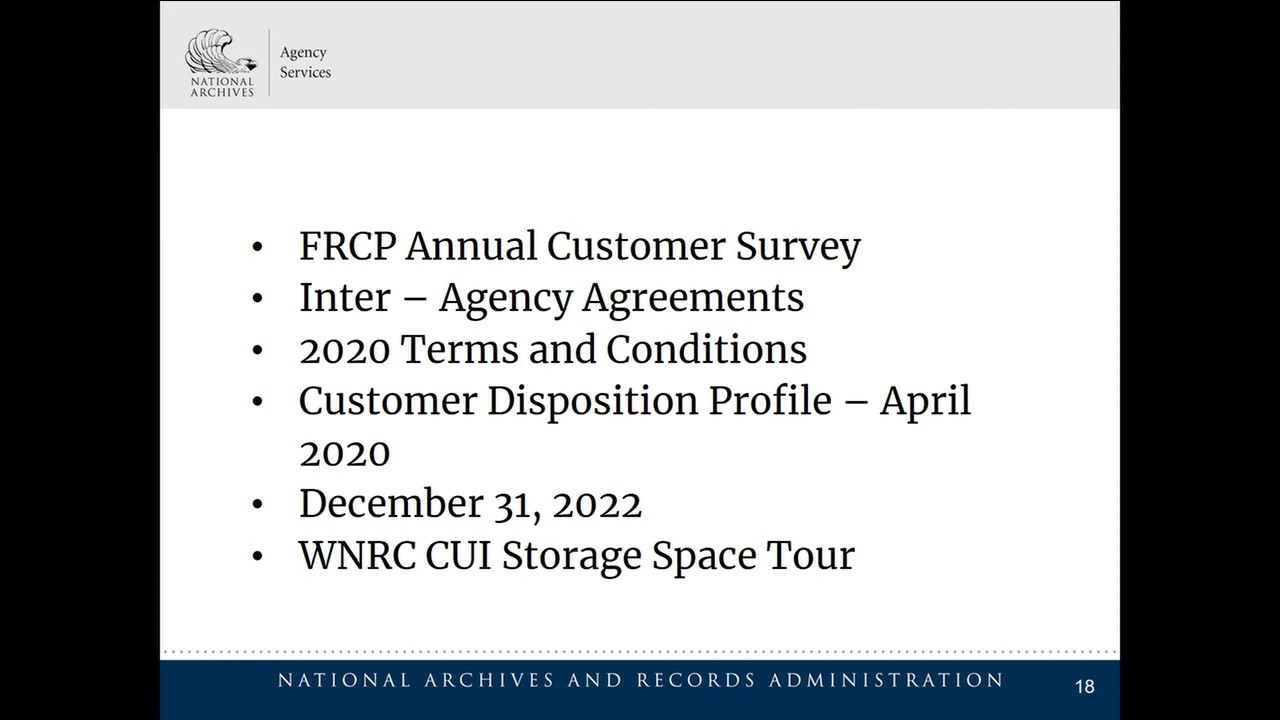 NATIONAL
ARCHIVES
Agency
Services
• FRCP Annual Customer Survey
• Inter – Agency Agreements
• 2020 Terms and Conditions
• Customer Disposition Profile – April
2020
• December 31, 2022
• WNRC CUI Storage Space Tour
NATIONAL ARCHIVES AND RECORDS ADMINISTRATION
18